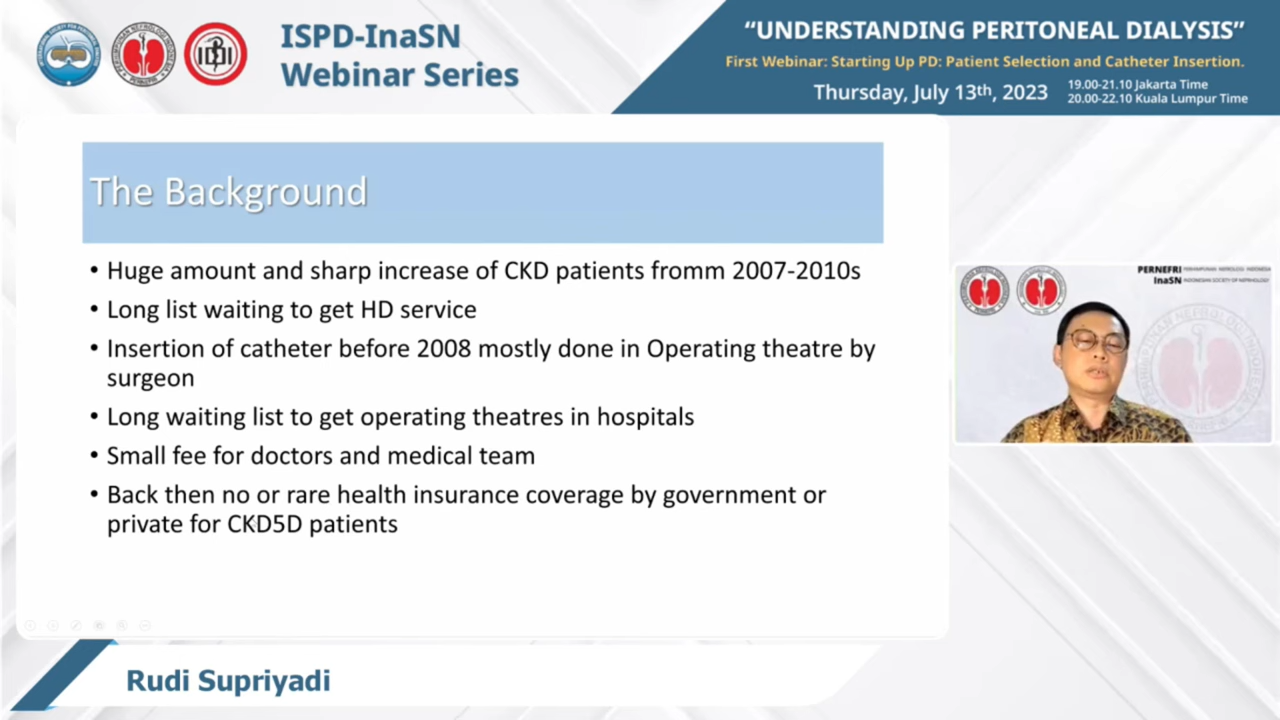 ISPD-InaSN
Webinar Series
“UNDERSTANDING PERITONEAL DIALYSIS”
First Webinar: Starting Up PD: Patient Selection and Catheter Insertion.
Thursday, July 13th, 2023
19.00-21.10 Jakarta Time
20.00-22.10 Kuala Lumpur Time
The Background
• Huge amount and sharp increase of CKD patients fromm 2007-2010s
• Long list waiting to get HD service
• Insertion of catheter before 2008 mostly done in Operating theatre by
surgeon
• Long waiting list to get operating theatres in hospitals
• Small fee for doctors and medical team
• Back then no or rare health insurance coverage by government or
private for CKD5D patients
PERNEFRI
InaSN INDONESIAN SOCIETY OF NEPHROLOGY
Rudi Supriyadi